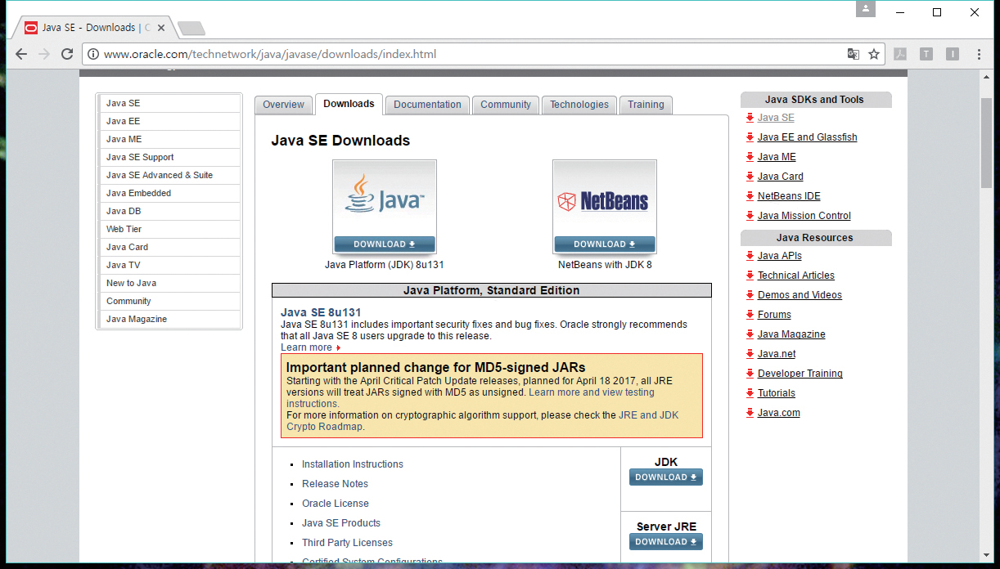 Java SE - Downloads |
www.oracle.com/technetwork/java/javase/downloads/index.html
T
I
Java SE
Java EE
Java ME
Java SE Support
Java SE Advanced & Suite
Java Embedded
Java DB
Web Tier
Java Card
Java TV
New to Java
Community
Java Magazine
Overview
Downloads
Documentation
Community
Technologies
Training
Java SE Downloads
Java™
DOWNLOAD
Java Platform (JDK) 8u131
NetBeans
DOWNLOAD
NetBeans with JDK 8
Java Platform, Standard Edition
Java SE 8u131
Java SE 8u131 includes important security fixes and bug fixes. Oracle strongly recommends
that all Java SE 8 users upgrade to this release.
Learn more
Important planned change for MD5-signed JARs
Starting with the April Critical Patch Update releases, planned for April 18 2017, all JRE
versions will treat JARs signed with MD5 as unsigned. Learn more and view testing
instructions.
For more information on cryptographic algorithm support, please check the JRE and JDK
Crypto Roadmap.
Installation Instructions
Release Notes
Oracle License
Java SE Products
Third Party Licenses
Certified System Configurations
JDK
DOWNLOAD
Server JRE
DOWNLOAD
Java SDKs and Tools
Java SE
Java EE and Glassfish
Java ME
Java Card
NetBeans IDE
Java Mission Control
Java Resources
Java APIs
Technical Articles
Demos and Videos
Forums
Java Magazine
Java.net
Developer Training
Tutorials
Java.com